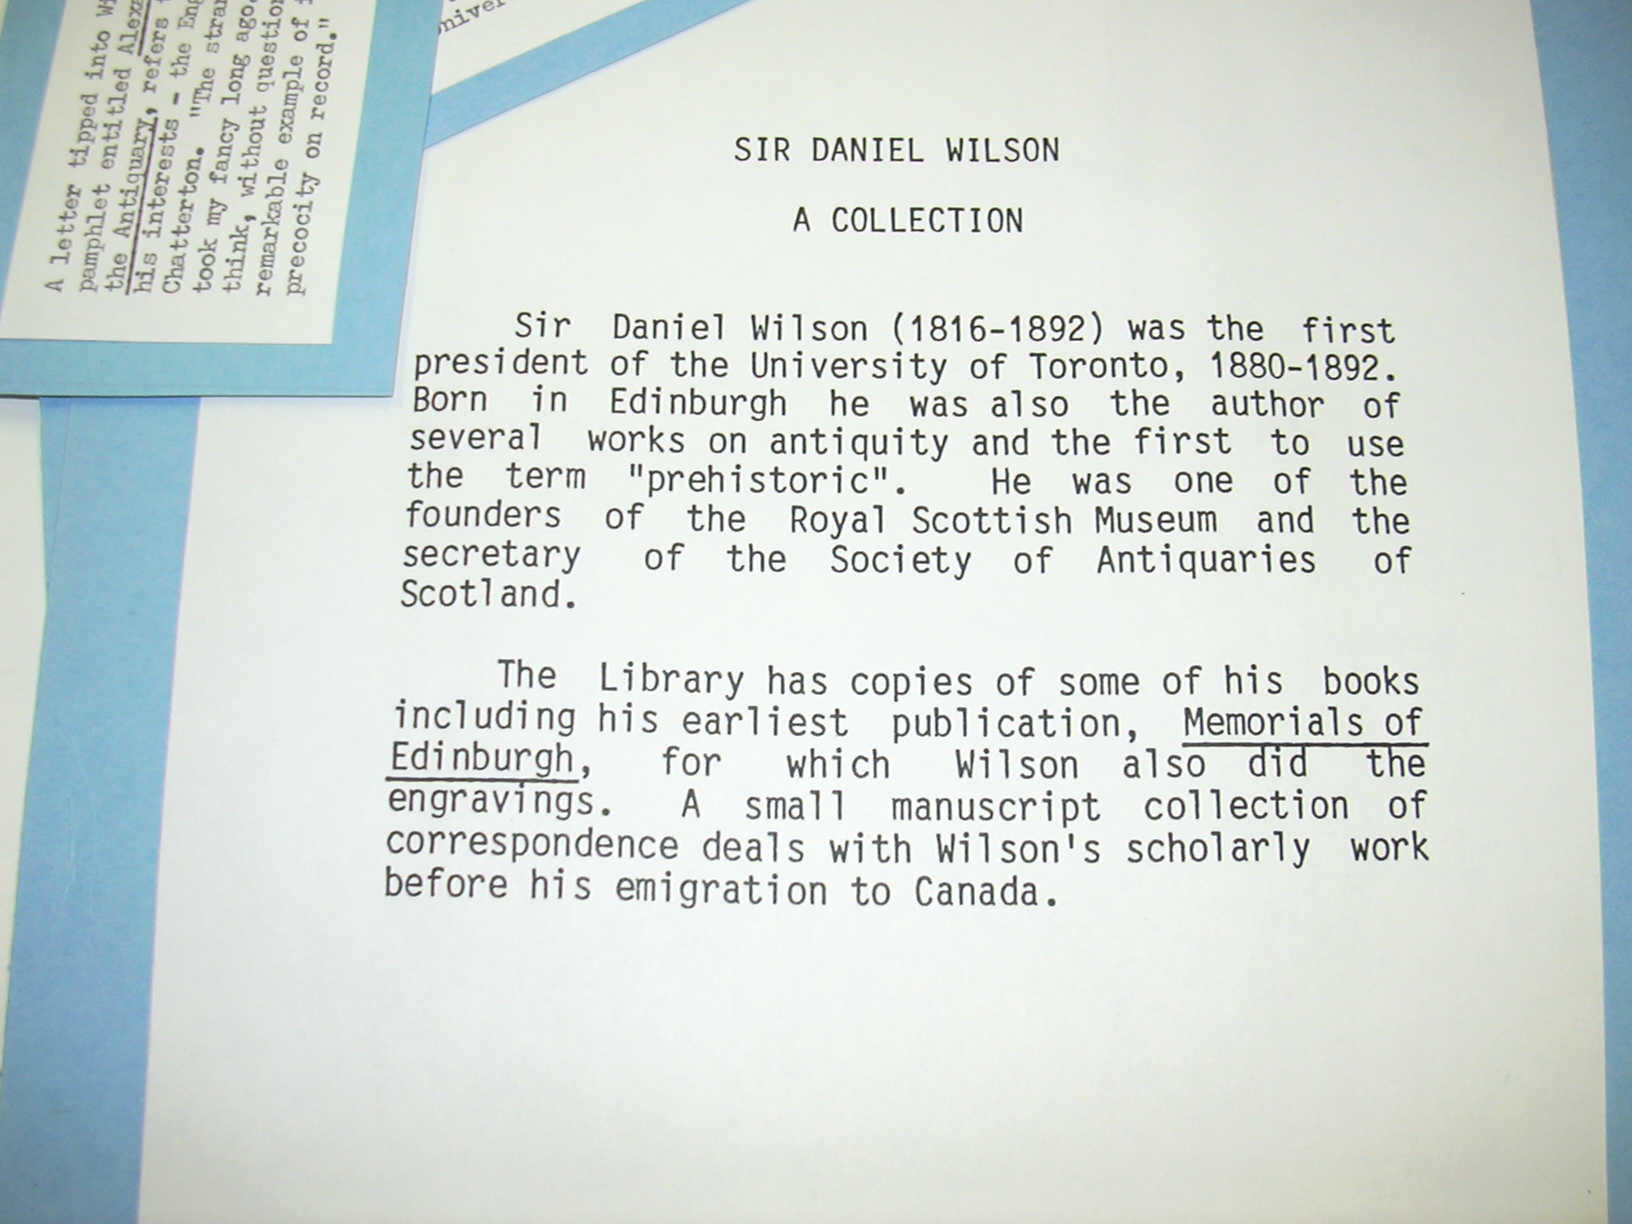 A letter tipped into
pamphlet entitled
the Antiquary, refers
his interests - the
Chatterton. "The
took my fancy long ago.
think, without
remarkable example of
precocity on record."
SIR DANIEL WILSON
A COLLECTION
Sir Daniel Wilson (1816-1892) was the first
president of the University of Toronto, 1880-1892.
Born in Edinburgh he was also the author of
several works on antiquity and the first to use
the term "prehistoric". He was one of the
founders of the Royal Scottish Museum and the
secretary of the Society of Antiquaries of
Scotland.
The Library has copies of some of his books
including his earliest publication, Memorials of
Edinburgh, for which Wilson also did the
engravings. A small manuscript collection of
correspondence deals with Wilson's scholarly work
before his emigration to Canada.